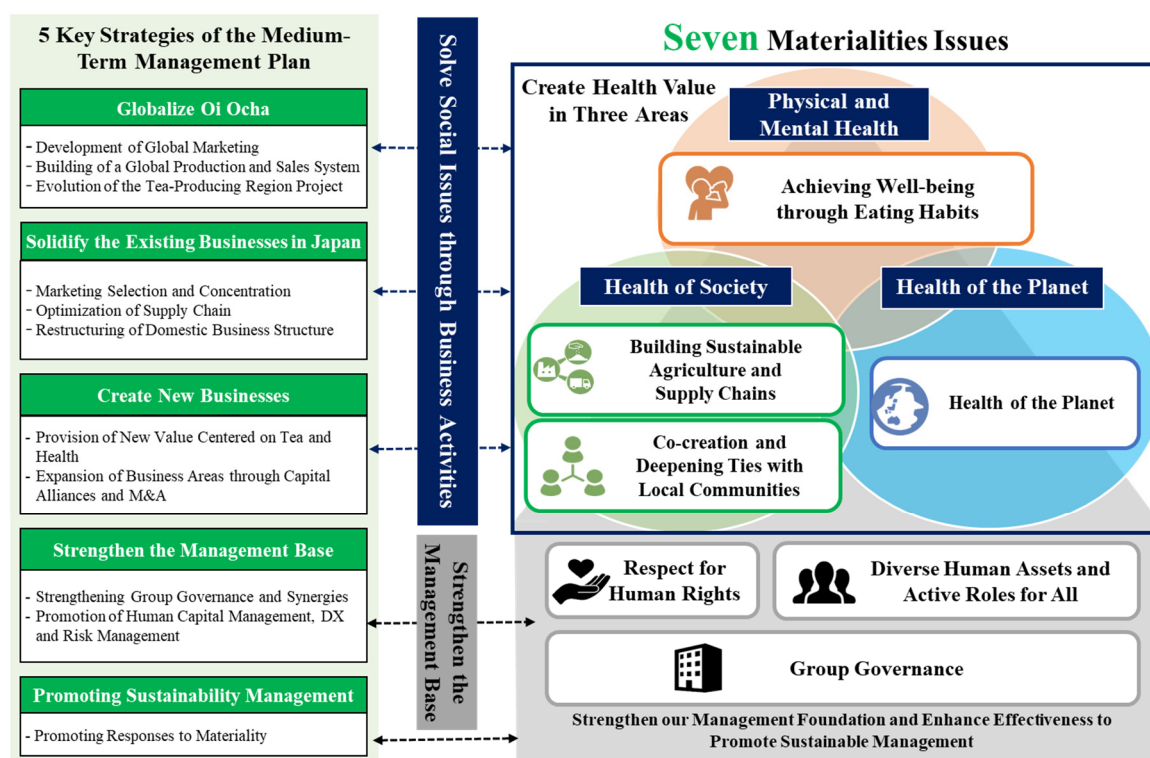 5 Key Strategies of the Medium-
Term Management Plan
Globalize Oi Ocha
- Development of Global Marketing
- Building of a Global Production and Sales System
- Evolution of the Tea-Producing Region Project
Solidify the Existing Businesses in Japan
- Marketing Selection and Concentration
- Optimization of Supply Chain
- Restructuring of Domestic Business Structure
Create New Businesses
- Provision of New Value Centered on Tea and
Health
- Expansion of Business Areas through Capital
Alliances and M&A
Strengthen the Management Base
- Strengthening Group Governance and Synergies
- Promotion of Human Capital Management, DX
and Risk Management
Promoting Sustainability Management
- Promoting Responses to Materiality
Solve Social Issues through Business Activities
Strengthen the
Management Base
Seven Materialities Issues
Create Health Value
in Three Areas
Physical and
Mental Health
Achieving Well-being
through Eating Habits
Health of Society
Building Sustainable
Agriculture and
Supply Chains
Co-creation and
Deepening Ties with
Local Communities
Health of the Planet
Health of the Planet
Respect for
Human Rights
Diverse Human Assets and
Active Roles for All
Group Governance
Strengthen our Management Foundation and Enhance Effectiveness to
Promote Sustainable Management